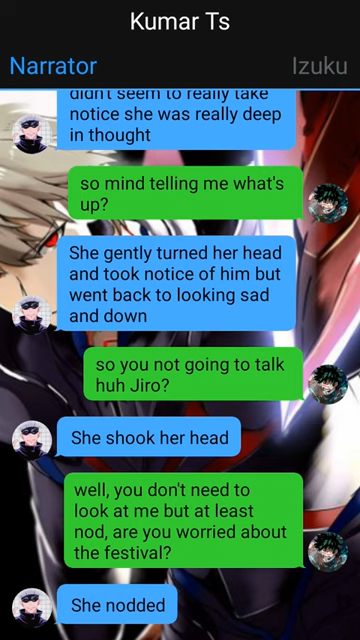 Kumar Ts
Narrator
Izuku
didn't seem to really take
notice she was really deep
in thought
so mind telling me what's
up?
She gently turned her head
and took notice of him but
went back to looking sad
and down
so you not going to talk
huh Jiro?
She shook her head
well, you don't need to
look at me but at least
nod, are you worried about
the festival?
She nodded